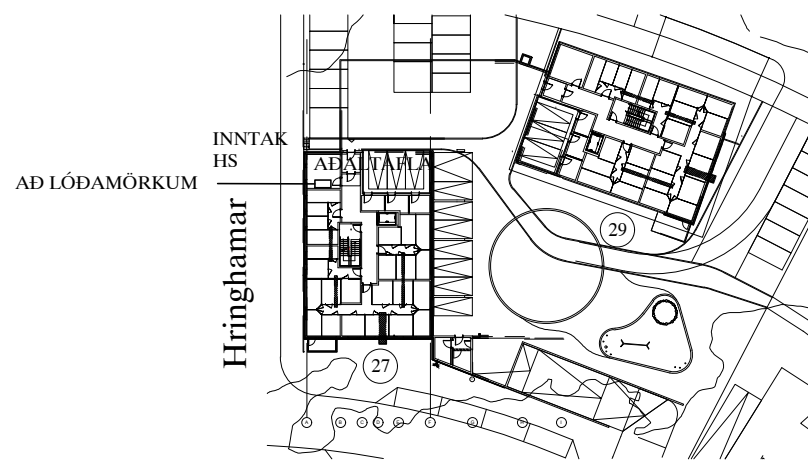 INNTAK
HS
AÐALTAFLA
AÐ LÓÐAMÖRKUM
Hringhamar
29
27